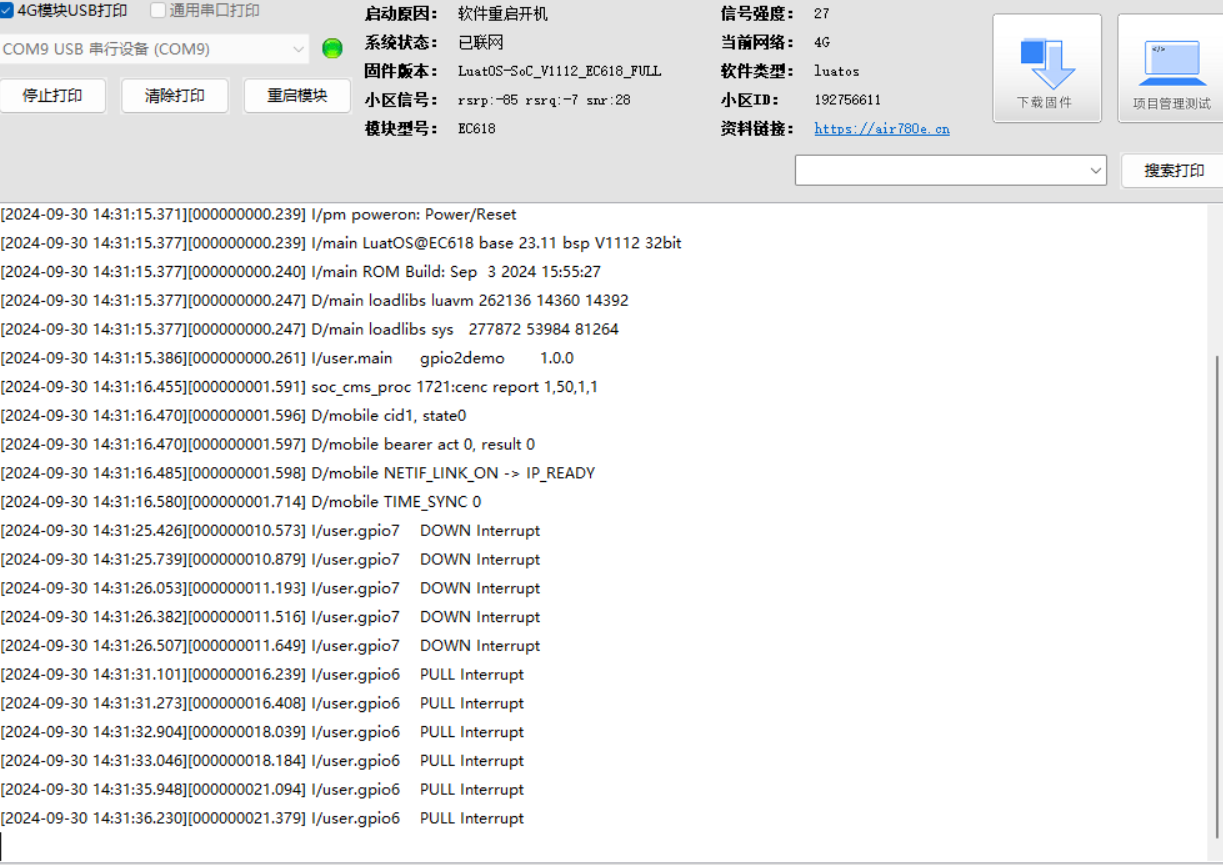 4G模块USB打印 通用串口打印
COM9 USB 串行设备 (COM9)
停止打印 清除打印 重启模块
启动原因： 软件重启开机
系统状态： 已联网
固件版本： LuatOS-SoC_V1112_EC618_FULL
小区信号： rsrp:-85 rsrq:-7 snr:28
模块型号： EC618
信号强度： 27
当前网络： 4G
软件类型： luatos
小区ID： 192756611
资料链接： https://air780e.cn
下载固件
</>
项目管理测试
搜索打印
[2024-09-30 14:31:15.371][000000000.239] I/pm poweron: Power/Reset
[2024-09-30 14:31:15.377][000000000.239] I/main LuatOS@EC618 base 23.11 bsp V1112 32bit
[2024-09-30 14:31:15.377][000000000.240] I/main ROM Build: Sep  3 2024 15:55:27
[2024-09-30 14:31:15.377][000000000.247] D/main loadlibs luavm 262136 14360 14392
[2024-09-30 14:31:15.377][000000000.247] D/main loadlibs sys   277872 53984 81264
[2024-09-30 14:31:15.386][000000000.261] I/user.main gpio2demo 1.0.0
[2024-09-30 14:31:16.455][000000001.591] soc_cms_proc 1721:cenc report 1,50,1,1
[2024-09-30 14:31:16.470][000000001.596] D/mobile cid1, state0
[2024-09-30 14:31:16.470][000000001.597] D/mobile bearer act 0, result 0
[2024-09-30 14:31:16.485][000000001.598] D/mobile NETIF_LINK_ON -> IP_READY
[2024-09-30 14:31:16.580][000000001.714] D/mobile TIME_SYNC 0
[2024-09-30 14:31:25.426][000000010.573] I/user.gpio7 DOWN Interrupt
[2024-09-30 14:31:25.739][000000010.879] I/user.gpio7 DOWN Interrupt
[2024-09-30 14:31:26.053][000000011.193] I/user.gpio7 DOWN Interrupt
[2024-09-30 14:31:26.382][000000011.516] I/user.gpio7 DOWN Interrupt
[2024-09-30 14:31:26.507][000000011.649] I/user.gpio7 DOWN Interrupt
[2024-09-30 14:31:31.101][000000016.239] I/user.gpio6 PULL Interrupt
[2024-09-30 14:31:31.273][000000016.408] I/user.gpio6 PULL Interrupt
[2024-09-30 14:31:32.904][000000018.039] I/user.gpio6 PULL Interrupt
[2024-09-30 14:31:33.046][000000018.184] I/user.gpio6 PULL Interrupt
[2024-09-30 14:31:35.948][000000021.094] I/user.gpio6 PULL Interrupt
[2024-09-30 14:31:36.230][000000021.379] I/user.gpio6 PULL Interrupt